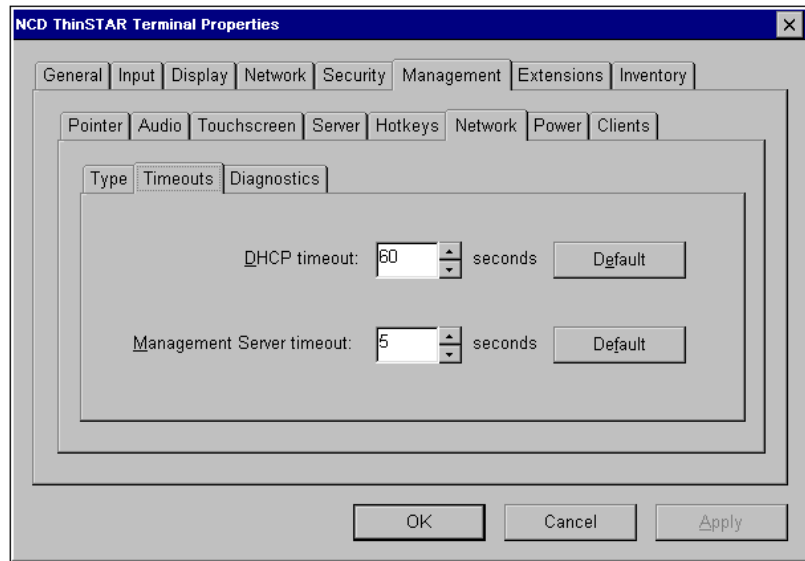 NCD ThinSTAR Terminal Properties
General Input Display Network Security Management Extensions Inventory
Pointer Audio Touchscreen Server Hotkeys Network Power Clients
Type Timeouts Diagnostics
DHCP timeout: 60 seconds Default
Management Server timeout: 5 seconds Default
OK Cancel Apply